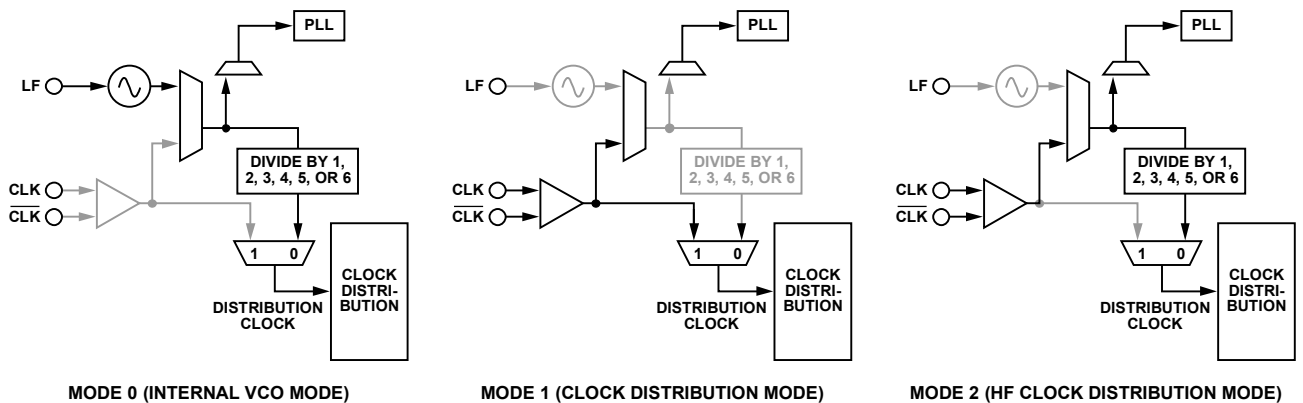 PLL
LF
DIVIDE BY 1,
2, 3, 4, 5, OR 6
CLK
CLK
1 0
CLOCK
DISTRI-
BUTION
DISTRIBUTION
CLOCK
MODE 0 (INTERNAL VCO MODE)
PLL
LF
DIVIDE BY 1,
2, 3, 4, 5, OR 6
CLK
CLK
1 0
CLOCK
DISTRI-
BUTION
DISTRIBUTION
CLOCK
MODE 1 (CLOCK DISTRIBUTION MODE)
PLL
LF
DIVIDE BY 1,
2, 3, 4, 5, OR 6
CLK
CLK
1 0
CLOCK
DISTRI-
BUTION
DISTRIBUTION
CLOCK
MODE 2 (HF CLOCK DISTRIBUTION MODE)